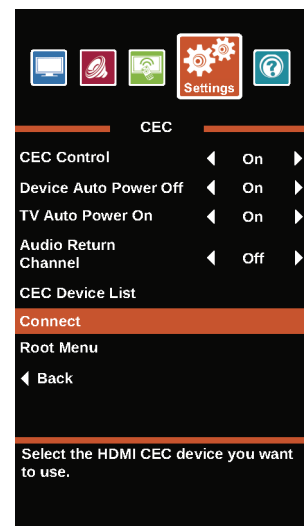 Settings
CEC
CEC Control On
Device Auto Power Off On
TV Auto Power On On
Audio Return
Channel Off
CEC Device List
Connect
Root Menu
Back
Select the HDMI CEC device you want
to use.